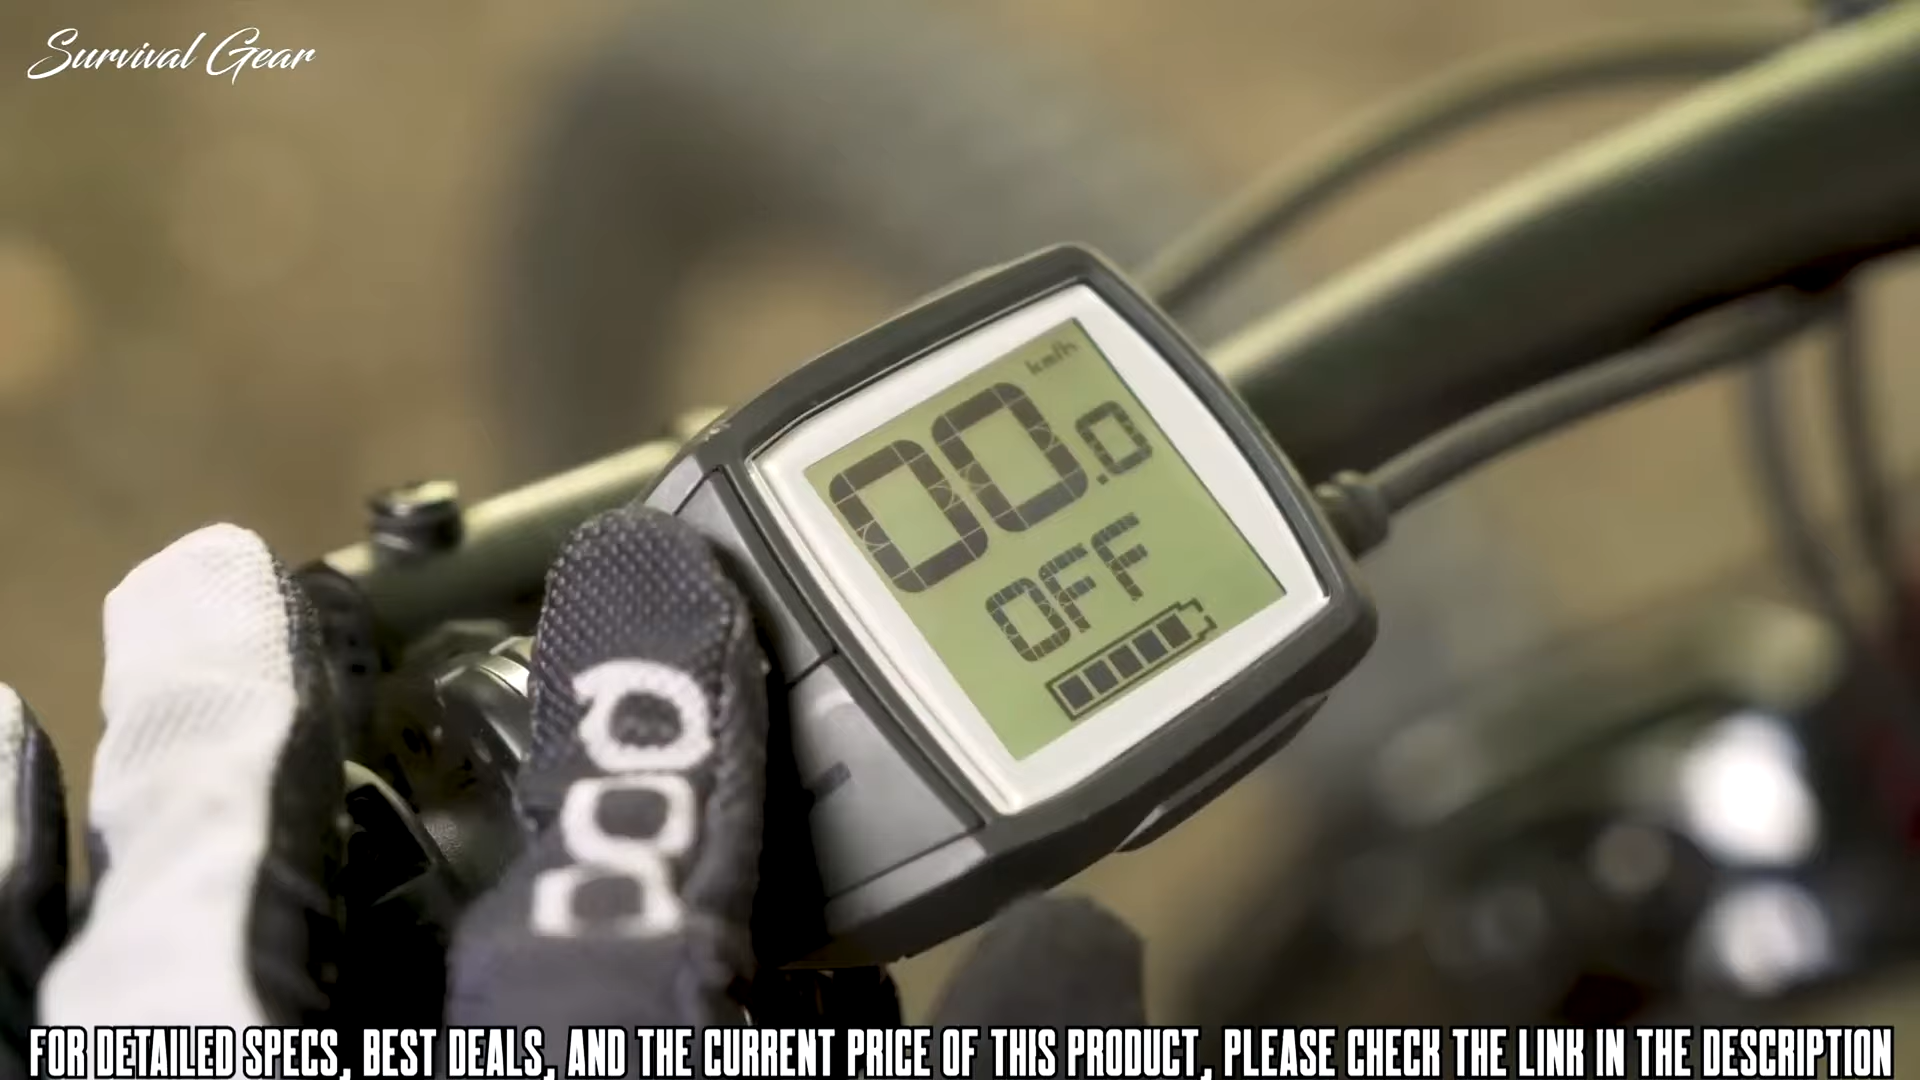 Survival Gear
km/h
00.0
OFF
POC
FOR DETAILED SPECS, BEST DEALS, AND THE CURRENT PRICE OF THIS PRODUCT, PLEASE CHECK THE LINK IN THE DESCRIPTION